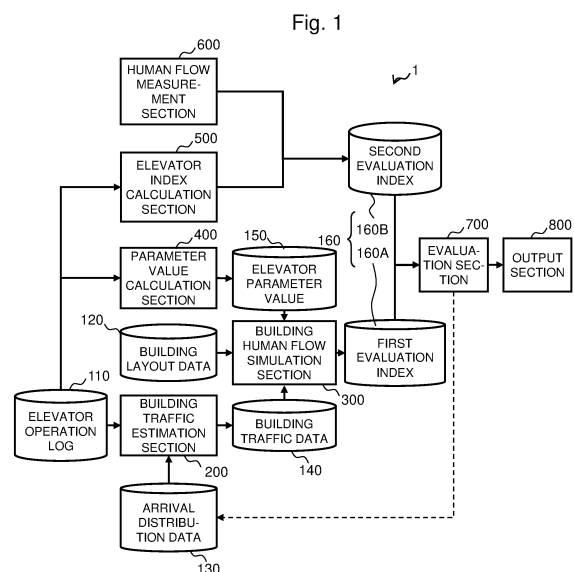 Fig. 1
600
HUMAN FLOW
MEASURE-
MENT
SECTION
1
500
ELEVATOR
INDEX
CALCULATION
SECTION
SECOND
EVALUATION
INDEX
400
PARAMETER
VALUE
CALCULATION
SECTION
150
ELEVATOR
PARAMETER
VALUE
160
160B
160A
700
EVALUA-
TION SEC-
TION
800
OUTPUT
SECTION
120
BUILDING
LAYOUT DATA
BUILDING
HUMAN FLOW
SIMULATION
SECTION
300
FIRST
EVALUATION
INDEX
110
ELEVATOR
OPERATION
LOG
BUILDING
TRAFFIC
ESTIMATION
SECTION
200
BUILDING
TRAFFIC DATA
140
ARRIVAL
DISTRIBU-
TION DATA
130